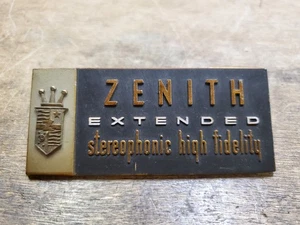 ZENITH
EXTENDED
stereophonic high fidelity